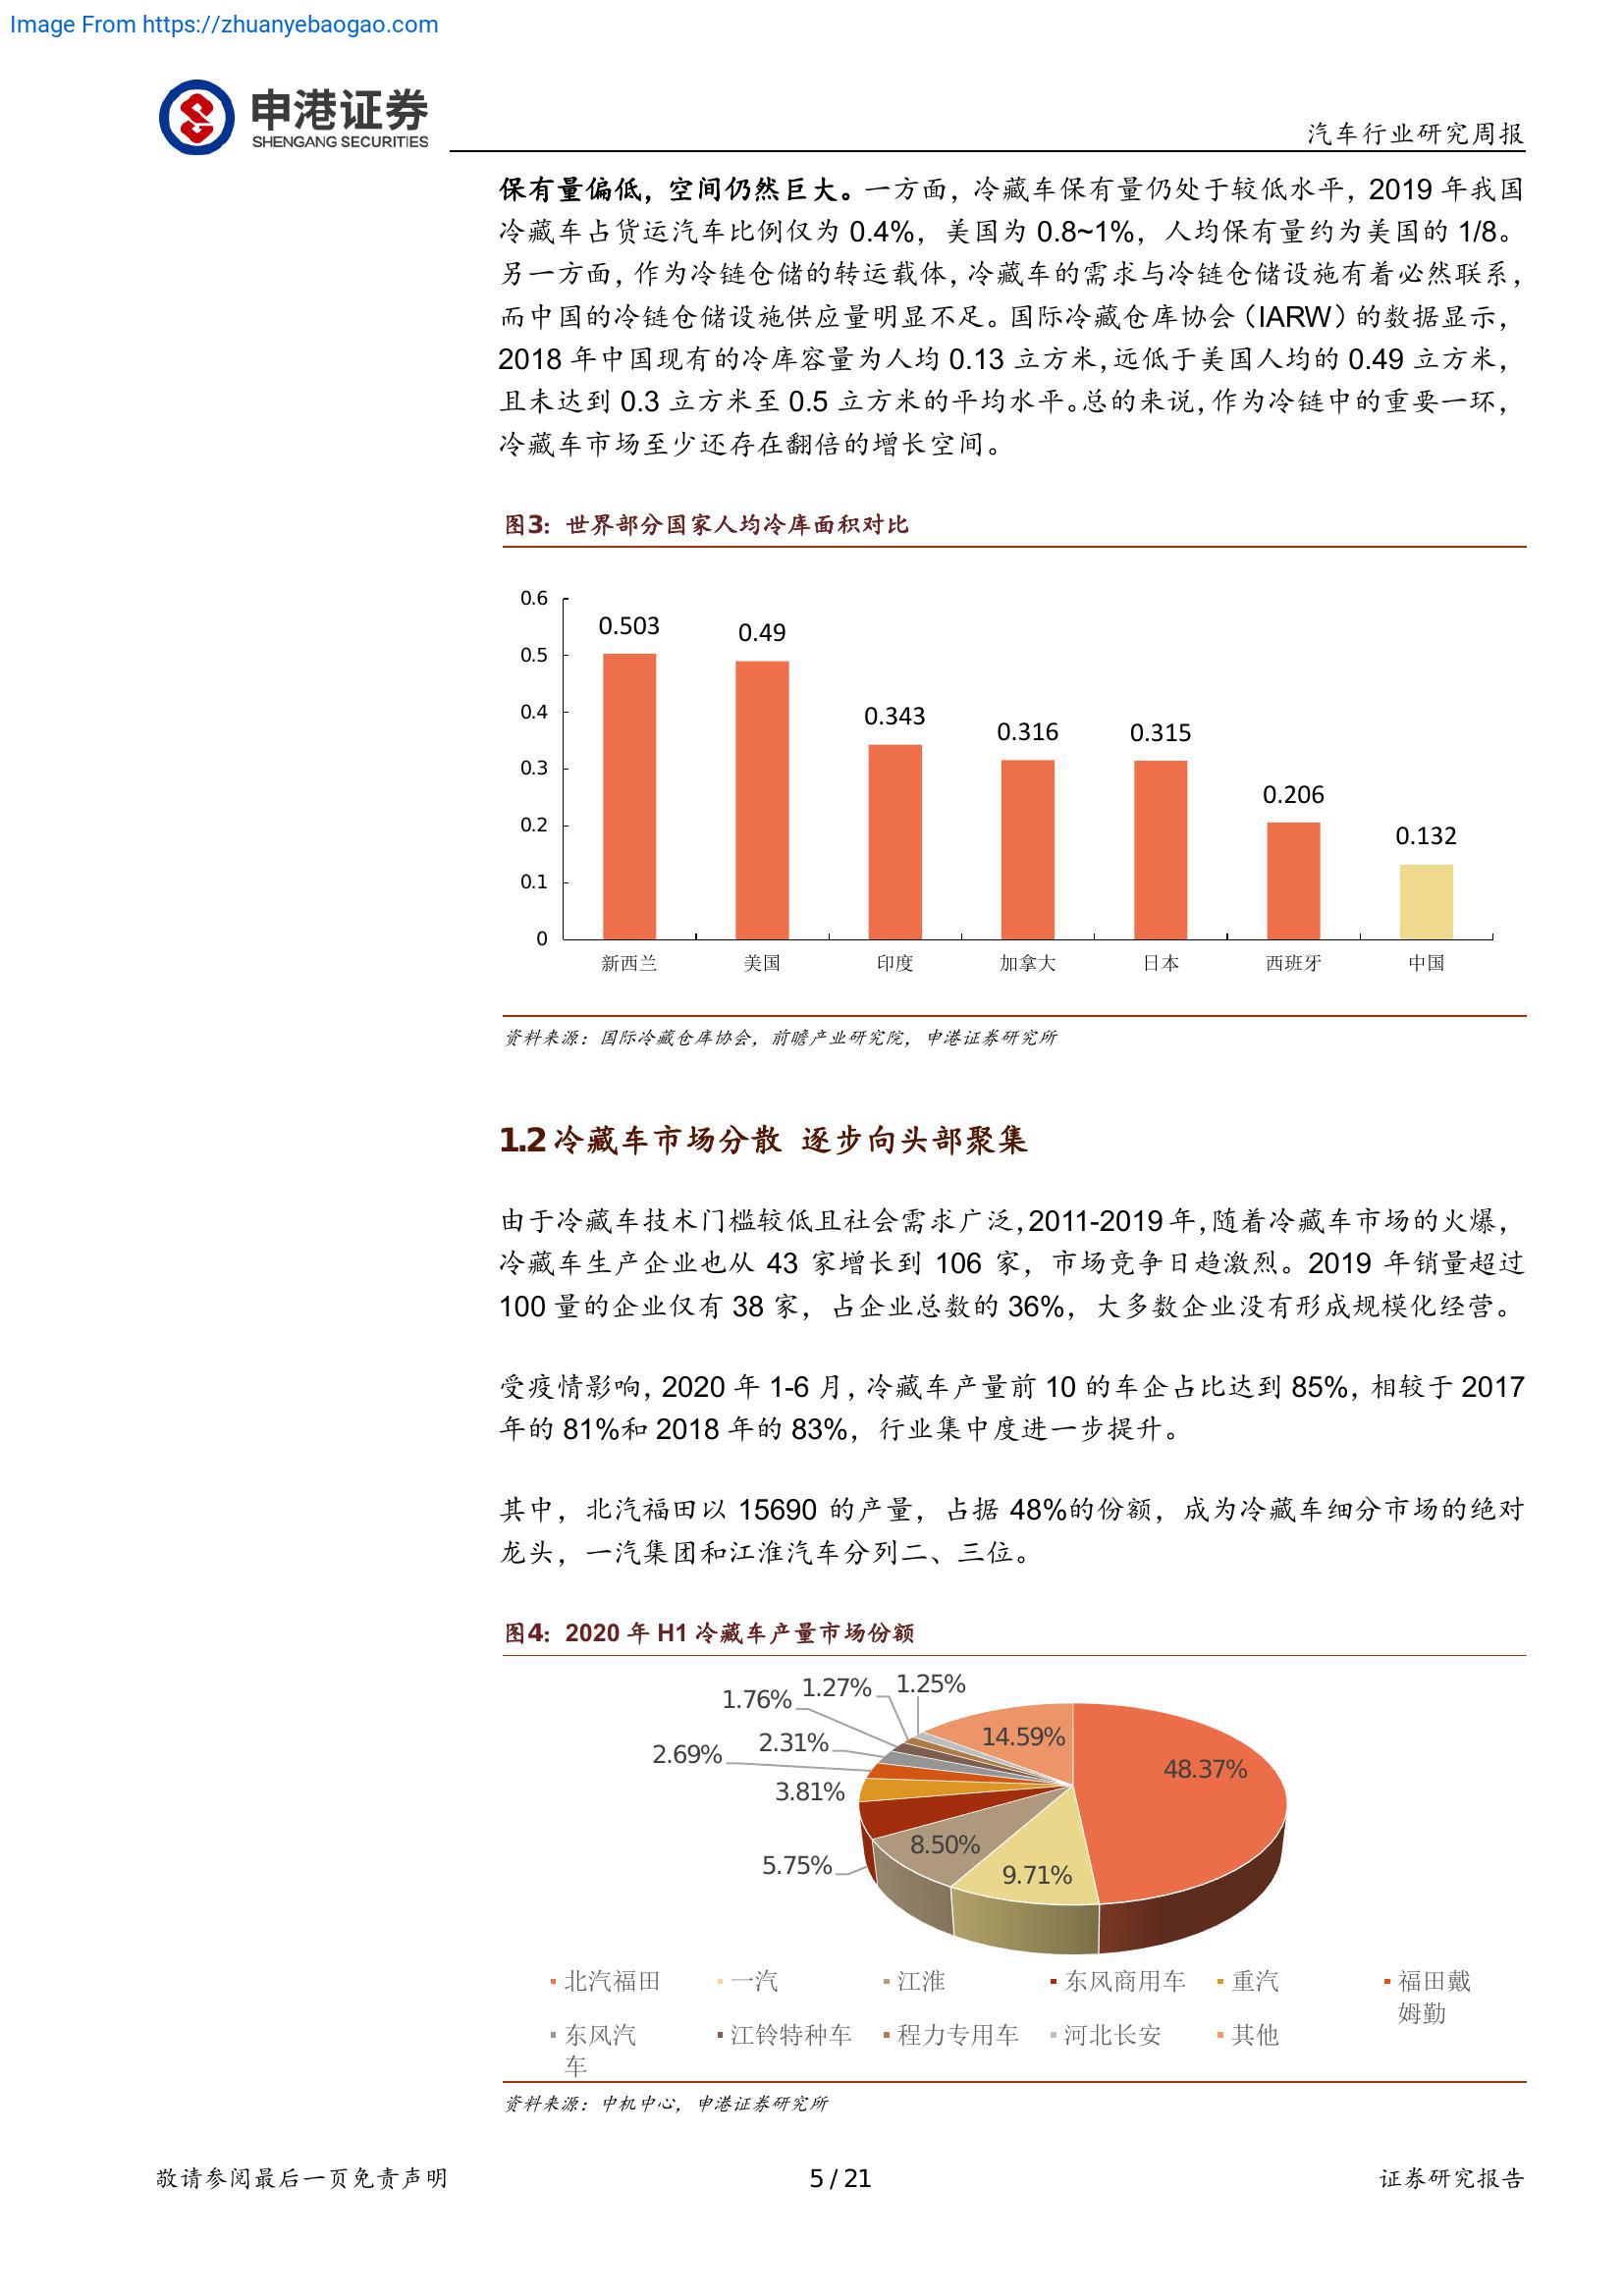 Image From https://zhuanyebaogao.com
申港证券
SHENGANG SECURITIES
汽车行业研究周报
保有量偏低，空间仍然巨大。一方面，冷藏车保有量仍处于较低水平，2019 年我国
冷藏车占货运汽车比例仅为 0.4%，美国为 0.8~1%，人均保有量约为美国的 1/8。
另一方面，作为冷链仓储的转运载体，冷藏车的需求与冷链仓储设施有着必然联系，
而中国的冷链仓储设施供应量明显不足。国际冷藏仓库协会（IARW）的数据显示，
2018 年中国现有的冷库容量为人均 0.13 立方米，远低于美国人均的 0.49 立方米，
且未达到 0.3 立方米至 0.5 立方米的平均水平。总的来说，作为冷链中的重要一环，
冷藏车市场至少还存在翻倍的增长空间。
图3：世界部分国家人均冷库面积对比
0.6
0.5
0.4
0.3
0.2
0.1
0
0.503
0.49
0.343
0.316
0.315
0.206
0.132
新西兰
美国
印度
加拿大
日本
西班牙
中国
资料来源：国际冷藏仓库协会，前瞻产业研究院，申港证券研究所
1.2 冷藏车市场分散 逐步向头部聚集
由于冷藏车技术门槛较低且社会需求广泛，2011-2019 年，随着冷藏车市场的火爆，
冷藏车生产企业也从 43 家增长到 106 家，市场竞争日趋激烈。2019 年销量超过
100 量的企业仅有 38 家，占企业总数的 36%，大多数企业没有形成规模化经营。
受疫情影响，2020 年 1-6 月，冷藏车产量前 10 的车企占比达到 85%，相较于 2017
年的 81%和 2018 年的 83%，行业集中度进一步提升。
其中，北汽福田以 15690 的产量，占据 48%的份额，成为冷藏车细分市场的绝对
龙头，一汽集团和江淮汽车分列二、三位。
图4：2020 年 H1 冷藏车产量市场份额
1.76%
1.27%
1.25%
2.69%
2.31%
14.59%
48.37%
3.81%
8.50%
5.75%
9.71%
北汽福田
一汽
江淮
东风商用车
重汽
福田戴
姆勒
东风汽
车
江铃特种车
程力专用车
河北长安
其他
资料来源：中机中心，申港证券研究所
敬请参阅最后一页免责声明
5 / 21
证券研究报告